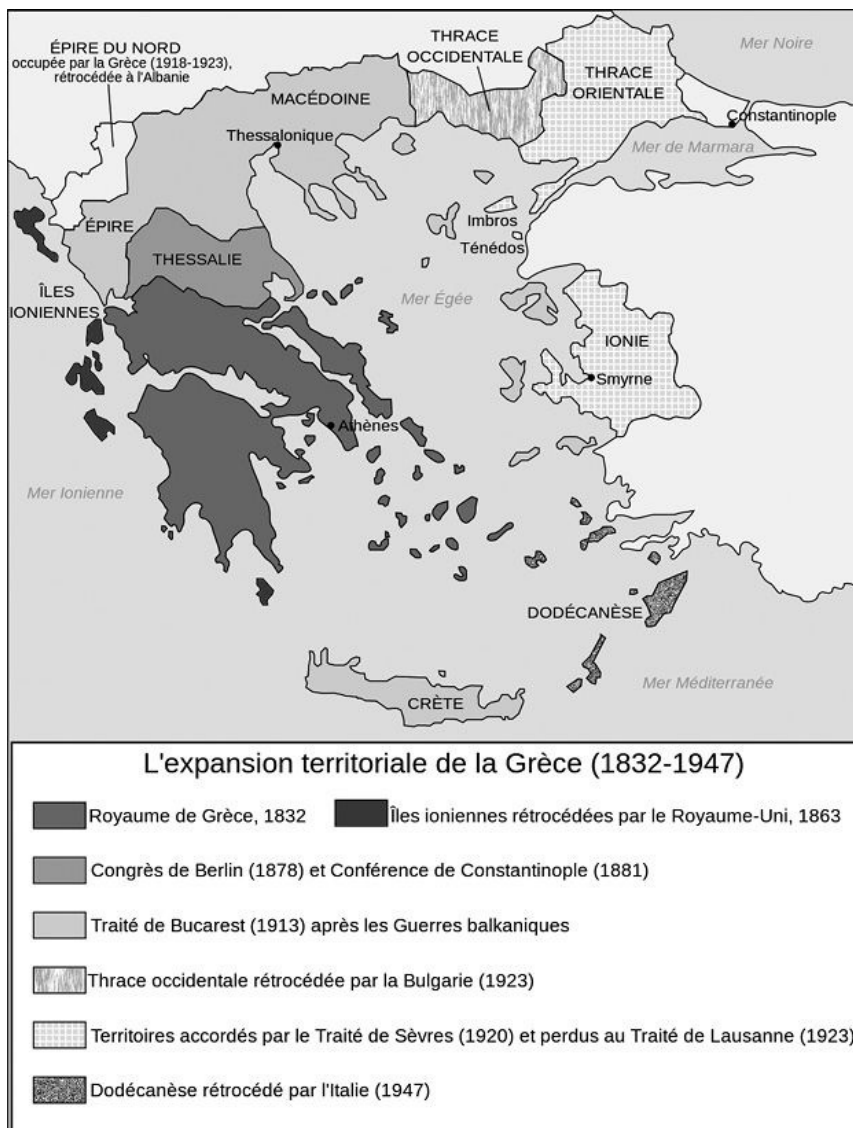 ÉPIRE DU NORD
occupée par la Grèce (1918-1923),
rétrocédée à l'Albanie
THRACE
OCCIDENTALE
Mer Noire
THRACE
ORIENTALE
MACÉDOINE
Constantinople
Thessalonique
Mer de Marmara
Imbros
Ténédos
ÉPIRE
THESSALIE
ÎLES
IONIENNES
Mer Égée
IONIE
Smyrne
Athènes
Mer Ionienne
DODÉCANÈSE
Mer Méditerranée
CRÈTE
L'expansion territoriale de la Grèce (1832-1947)
Royaume de Grèce, 1832
Îles ioniennes rétrocédées par le Royaume-Uni, 1863
Congrès de Berlin (1878) et Conférence de Constantinople (1881)
Traité de Bucarest (1913) après les Guerres balkaniques
Thrace occidentale rétrocédée par la Bulgarie (1923)
Territoires accordés par le Traité de Sèvres (1920) et perdus au Traité de Lausanne (1923)
Dodécanèse rétrocédé par l'Italie (1947)